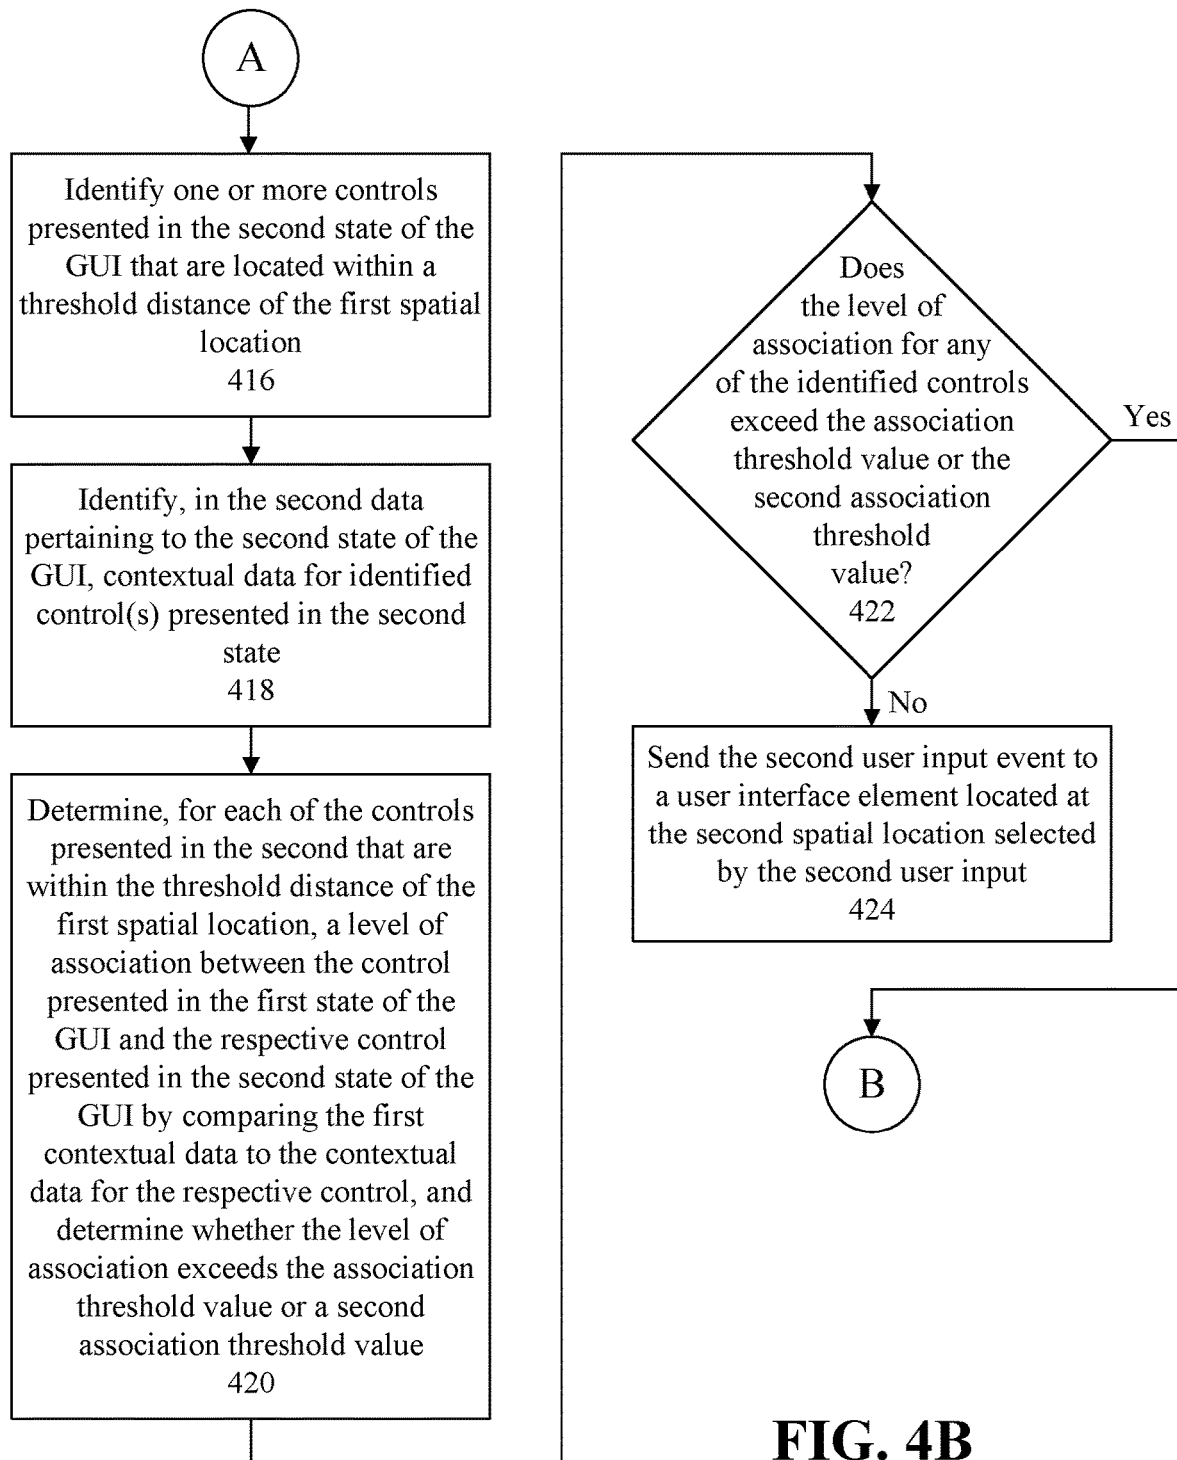 A
Identify one or more controls
presented in the second state of the
GUI that are located within a
threshold distance of the first spatial
location
416
Identify, in the second data
pertaining to the second state of the
GUI, contextual data for identified
control(s) presented in the second
state
418
Determine, for each of the controls
presented in the second that are
within the threshold distance of the
first spatial location, a level of
association between the control
presented in the first state of the
GUI and the respective control
presented in the second state of the
GUI by comparing the first
contextual data to the contextual
data for the respective control, and
determine whether the level of
association exceeds the association
threshold value or a second
association threshold value
420
Does
the level of
association for any
of the identified controls
exceed the association
threshold value or the
second association
threshold
value?
422
Yes
No
Send the second user input event to
a user interface element located at
the second spatial location selected
by the second user input
424
B
FIG. 4B